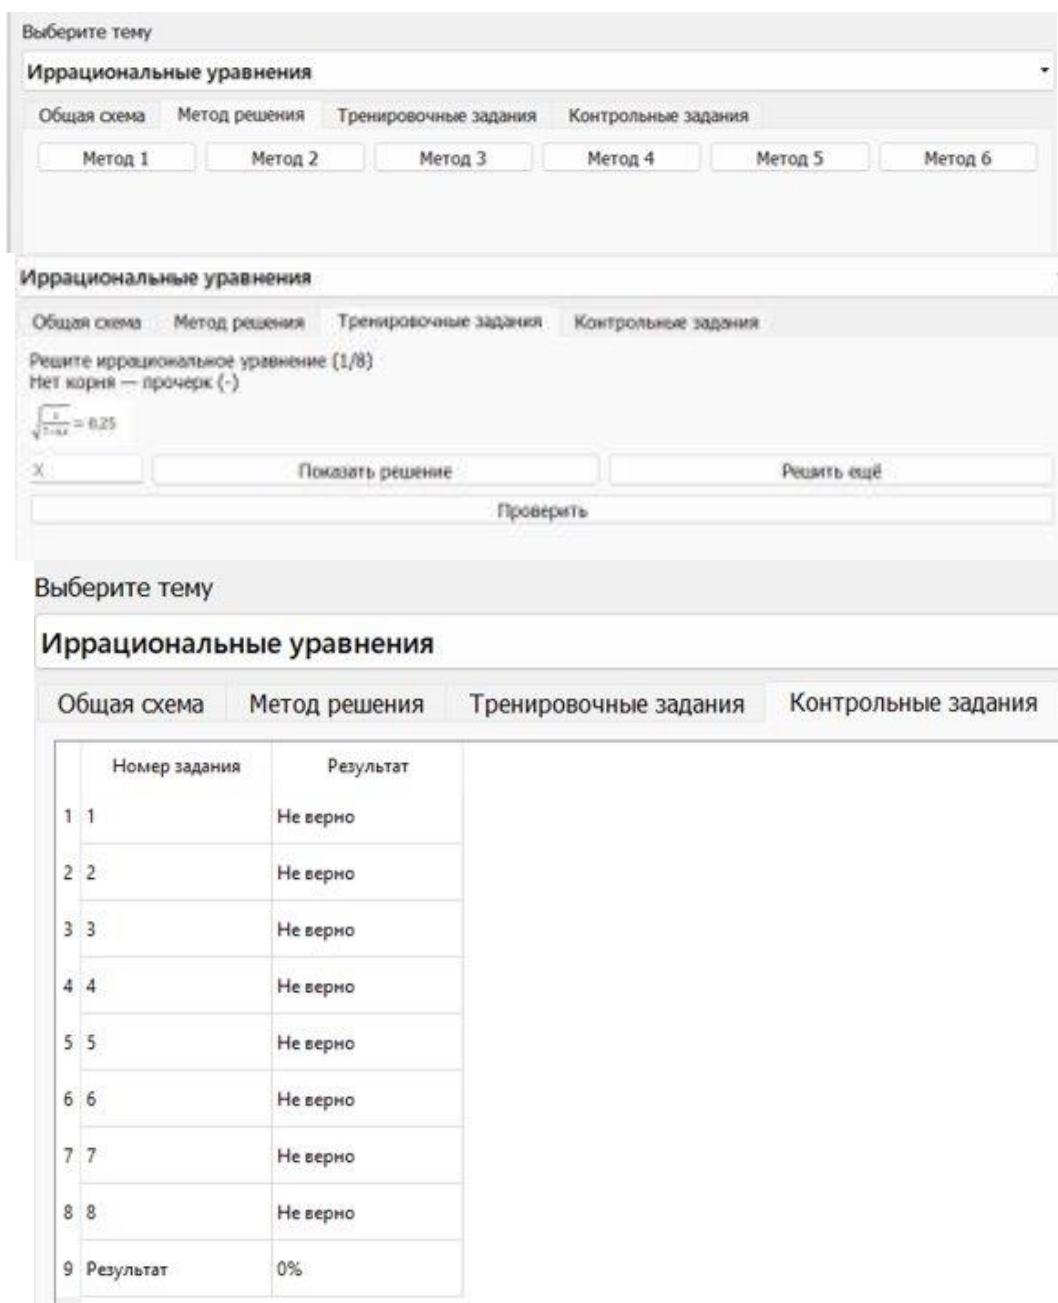 Выберите тему
Иррациональные уравнения
Общая схема Метод решения Тренировочные задания Контрольные задания
Метод 1 Метод 2 Метод 3 Метод 4 Метод 5 Метод 6
Иррациональные уравнения
Общая схема Метод решения Тренировочные задания Контрольные задания
Решите иррациональное уравнение (1/8)
Нет корня — прочерк (-)
= 0,25
X Показать решение Решить ещё
Проверить
Выберите тему
Иррациональные уравнения
Общая схема Метод решения Тренировочные задания Контрольные задания
Номер задания Результат
1 1 Не верно
2 2 Не верно
3 3 Не верно
4 4 Не верно
5 5 Не верно
6 6 Не верно
7 7 Не верно
8 8 Не верно
9 Результат 0%